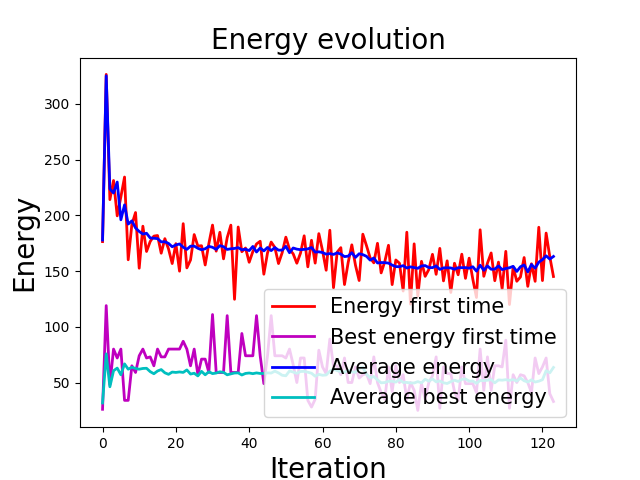 Energy evolution
Energy
300
250
200
150
100
50
Energy first time
Best energy first time
Average energy
Average best energy
0
20
40
60
80
100
120
Iteration